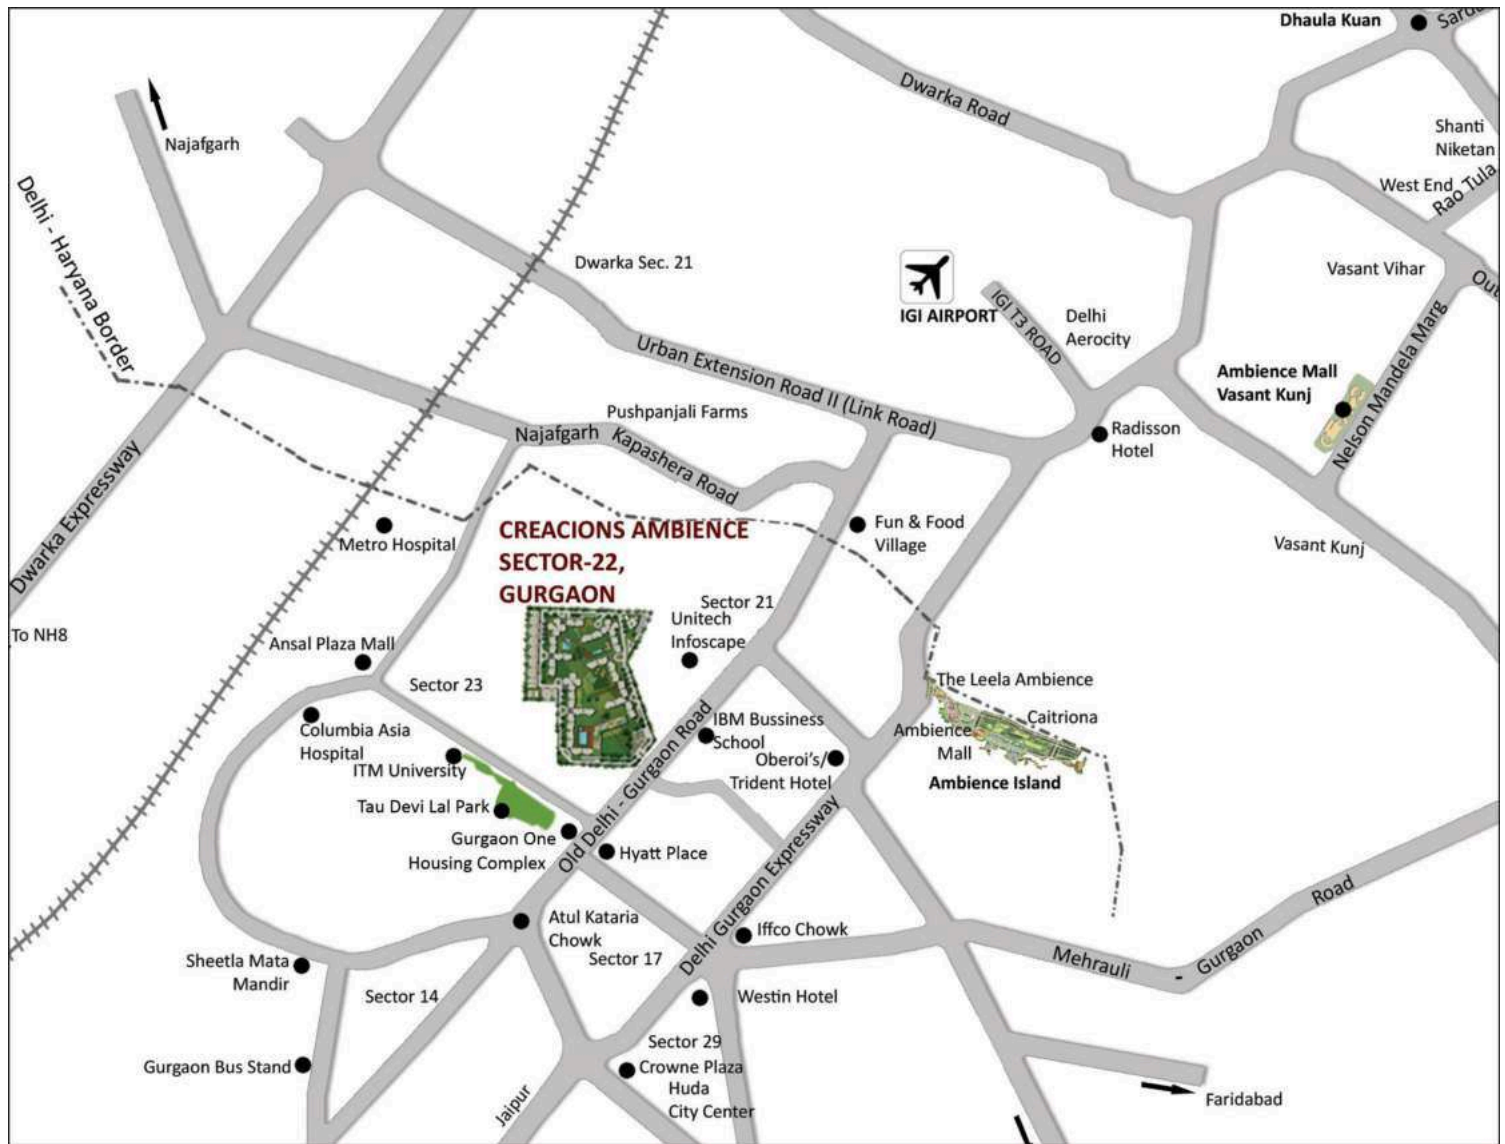 Dhaula Kuan
Dwarka Road
Shanti
Niketan
West End
Rao Tula
Najafgarh
Delhi - Haryana Border
Dwarka Sec. 21
IGI AIRPORT
IGI T3 ROAD
Delhi
Aerocity
Vasant Vihar
Urban Extension Road II (Link Road)
Ambience Mall
Vasant Kunj
Nelson Mandela Marg
Pushpanjali Farms
Najafgarh Kapashera Road
Radisson
Hotel
Dwarka Expressway
Metro Hospital
CREACIONS AMBIENCE
SECTOR-22,
GURGAON
Fun & Food
Village
Vasant Kunj
To NH8
Sector 21
Unitech
Infoscape
Ansal Plaza Mall
Sector 23
The Leela Ambience
Caitriona
Ambience
Mall
Ambience Island
Columbia Asia
Hospital
IBM Bussiness
School
Oberoi's/
Trident Hotel
ITM University
Tau Devi Lal Park
Gurgaon One
Housing Complex
Old Delhi - Gurgaon Road
Hyatt Place
Delhi Gurgaon Expressway
Atul Kataria
Chowk
Iffco Chowk
Sector 17
Mehrauli - Gurgaon Road
Sheetla Mata
Mandir
Sector 14
Westin Hotel
Sector 29
Gurgaon Bus Stand
Crowne Plaza
Huda
City Center
Jaipur
Faridabad